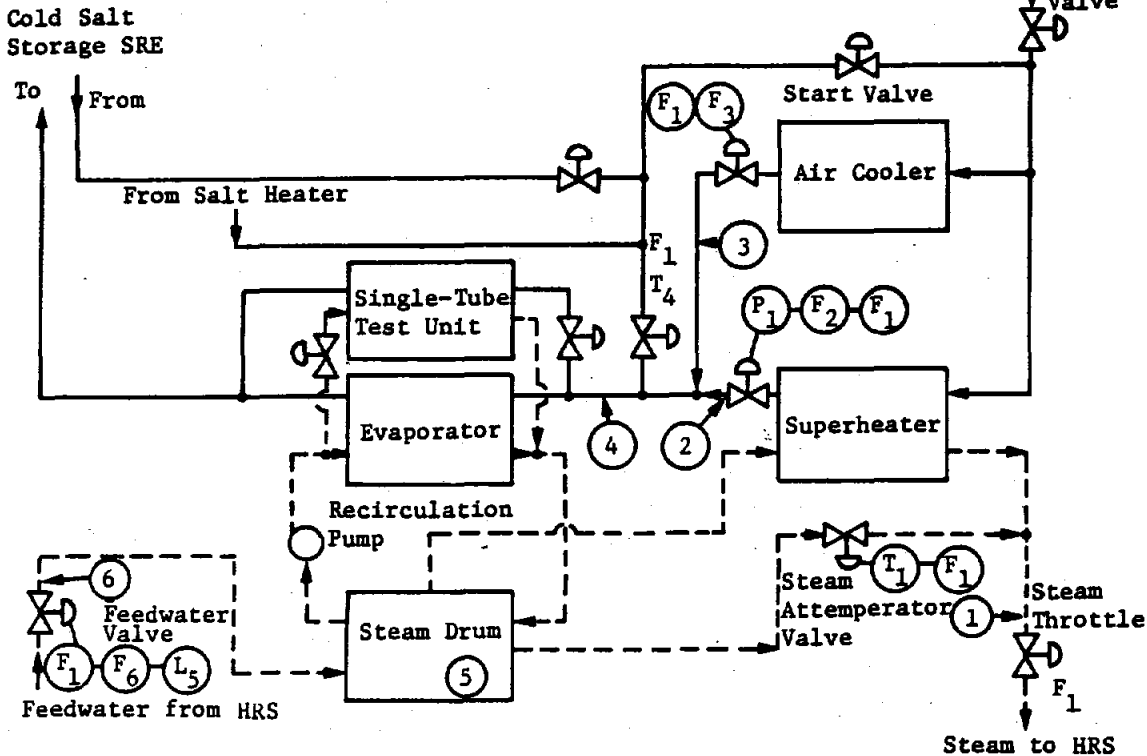 Valve
Cold Salt
Storage SRE
To
From
Start Valve
F1 F3
Air Cooler
From Salt Heater
F1
3
T4
Single-Tube
Test Unit
P1 F2 F1
Superheater
Evaporator
4
2
Recirculation
Pump
6
Feedwater
Valve
Steam
Attemperator
Valve
T1 F1
1
Steam
Throttle
Steam Drum
5
F1 F6 L5
F1
Feedwater from HRS
Steam to HRS